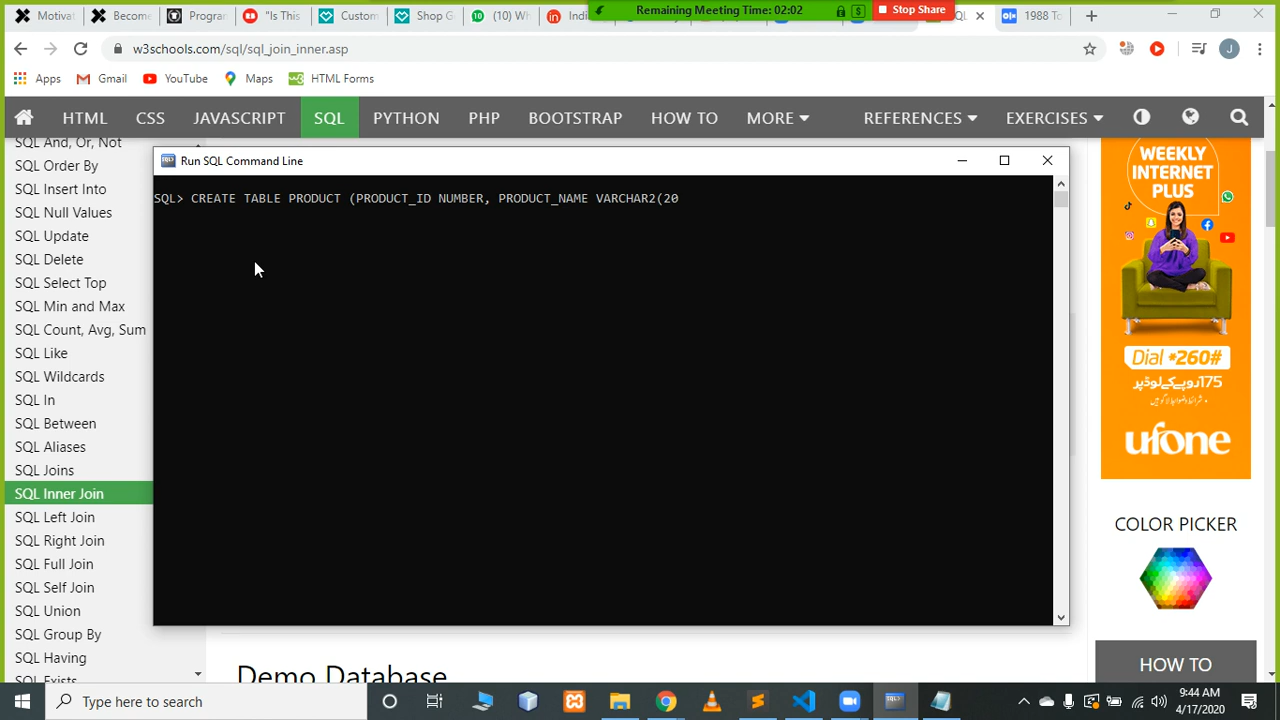 Motivat
Become
Progra
"Is This
Custom
Shop G
(10) Wh
Indi
Remaining Meeting Time: 02:02
Stop Share
1988 To
w3schools.com/sql/sql_join_inner.asp
J
Apps
Gmail
YouTube
Maps
HTML Forms
HTML
CSS
JAVASCRIPT
SQL
PYTHON
PHP
BOOTSTRAP
HOW TO
MORE
REFERENCES
EXERCISES
SQL And, Or, Not
SQL Order By
SQL Insert Into
SQL Null Values
SQL Update
SQL Delete
SQL Select Top
SQL Min and Max
SQL Count, Avg, Sum
SQL Like
SQL Wildcards
SQL In
SQL Between
SQL Aliases
SQL Joins
SQL Inner Join
SQL Left Join
SQL Right Join
SQL Full Join
SQL Self Join
SQL Union
SQL Group By
SQL Having
SQL Exists
Run SQL Command Line
SQL> CREATE TABLE PRODUCT (PRODUCT_ID NUMBER, PRODUCT_NAME VARCHAR2(20
Demo Database
WEEKLY
INTERNET
PLUS
Dial *260#
175روپےکےلوڈپر
ufone
COLOR PICKER
HOW TO
Type here to search
9:44 AM
4/17/2020